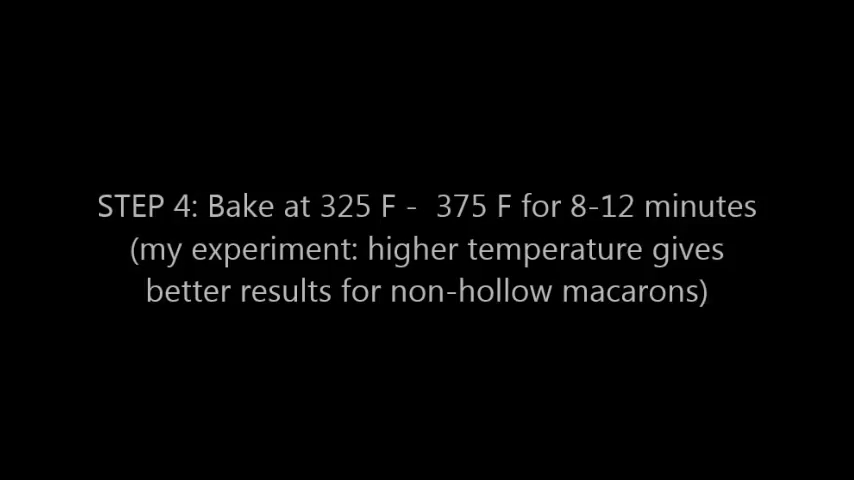 STEP 4: Bake at 325 F -  375 F for 8-12 minutes
(my experiment: higher temperature gives
better results for non-hollow macarons)